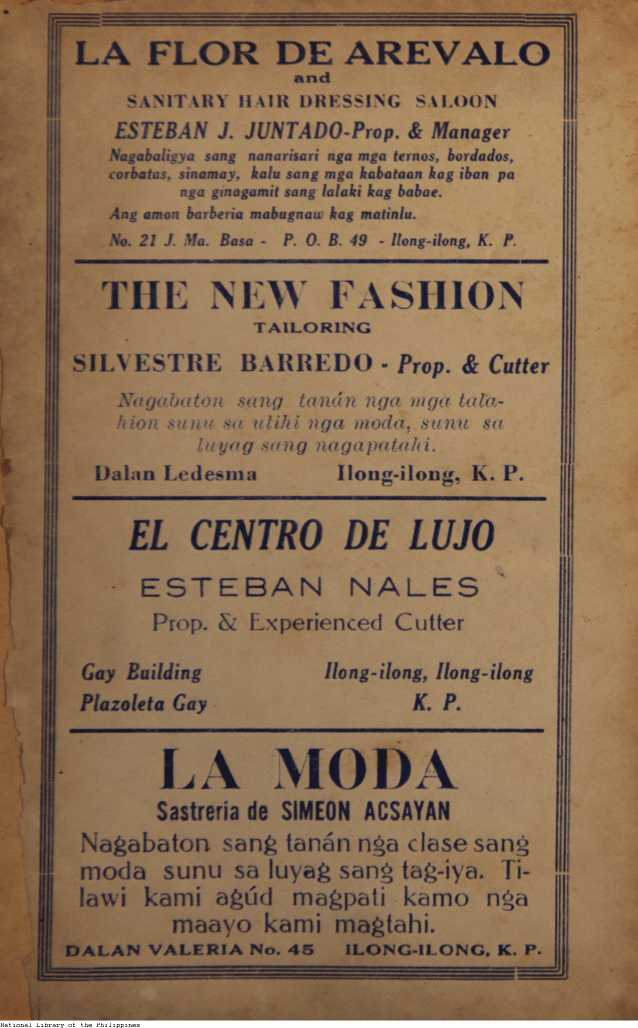 LA FLOR DE AREVALO
and
SANITARY HAIR DRESSING SALOON
ESTEBAN J. JUNTADO-Prop. & Manager
Nagabaligya sang nanarisari nga mga ternos, bordados,
corbatas, sinamay, kalu sang mga kabataan kag iban pa
nga ginagamit sang lalaki kag babae.
Ang amon barberia mabugnaw kag matinlu.
No. 21 J. Ma. Basa - P. O. B. 49 - Ilong-ilong, K. P.
THE NEW FASHION
TAILORING
SILVESTRE BARREDO - Prop. & Cutter
Nagabaton sang tanán nga mga tala-
hion sunu sa ulihi nga moda, sunu sa
luyag sang nagapatahi.
Dalan Ledesma Ilong-ilong, K. P.
EL CENTRO DE LUJO
ESTEBAN NALES
Prop. & Experienced Cutter
Gay Building Ilong-ilong, Ilong-ilong
Plazoleta Gay K. P.
LA MODA
Sastreria de SIMEON ACSAYAN
Nagabaton sang tanán nga clase sang
moda sunu sa luyag sang tag-iya. Ti-
lawi kami agúd magpati kamo nga
maayo kami magtahi.
DALAN VALERIA No. 45 ILONG-ILONG, K. P.
National Library of the Philippines